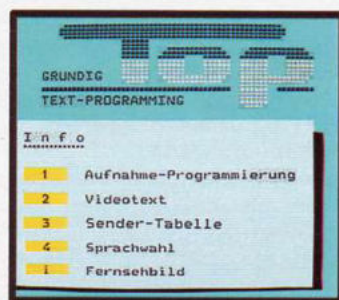 Top
GRUNDIG
TEXT-PROGRAMMING
Info
1 Aufnahme-Programmierung
2 Videotext
3 Sender-Tabelle
4 Sprachwahl
i Fernsehbild